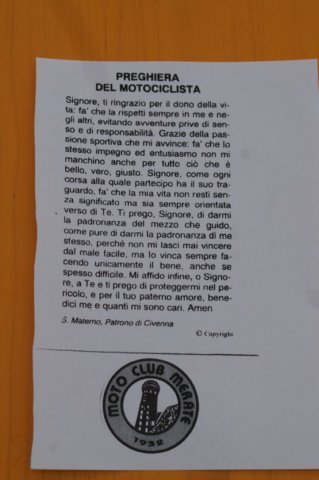 PREGHIERA
DEL MOTOCICLISTA
Signore, ti ringrazio per il dono della vi-
ta: fa' che la rispetti sempre in me e ne-
gli altri, evitando avventure prive di sen-
so e di responsabilità. Grazie della pas-
sione sportiva che mi avvince: fa' che lo
stesso impegno ed entusiasmo non mi
manchino anche per tutto ciò che è
bello, vero, giusto. Signore, come ogni
corsa alla quale partecipo ha il suo tra-
guardo, fa' che la mia vita non resti sen-
za significato ma sia sempre orientata
verso di Te. Ti prego, Signore, di darmi
la padronanza del mezzo che guido,
come pure di darmi la padronanza di me
stesso, perchè non mi lasci mai vincere
dal male facile, ma lo vinca sempre fa-
cendo unicamente il bene, anche se
spesso difficile. Mi affido infine, o Signo-
re, a Te e ti prego di proteggermi nel pe-
ricolo, e per il tuo paterno amore, bene-
dici me e quanti mi sono cari. Amen
S. Materno, Patrono di Civenna
© Copyright
MOTO CLUB MERATE
1932